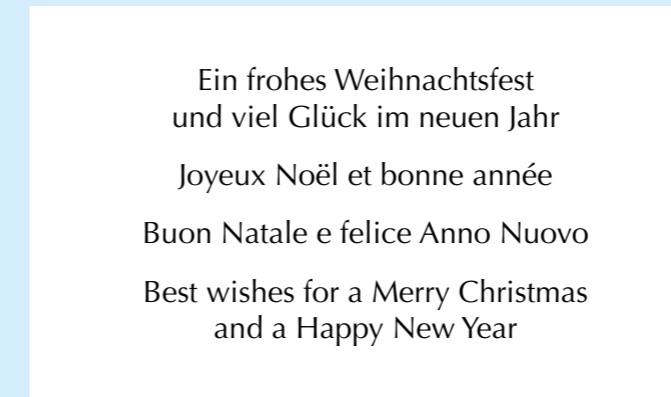 Ein frohes Weihnachtsfest
und viel Glück im neuen Jahr
Joyeux Noël et bonne année
Buon Natale e felice Anno Nuovo
Best wishes for a Merry Christmas
and a Happy New Year